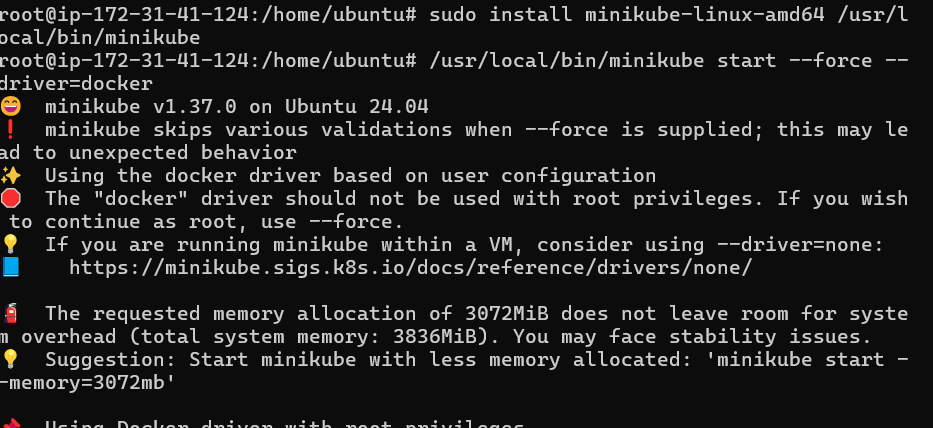 root@ip-172-31-41-124:/home/ubuntu# sudo install minikube-linux-amd64 /usr/l
ocal/bin/minikube
root@ip-172-31-41-124:/home/ubuntu# /usr/local/bin/minikube start --force --
driver=docker
😄  minikube v1.37.0 on Ubuntu 24.04
❗  minikube skips various validations when --force is supplied; this may le
ad to unexpected behavior
✨  Using the docker driver based on user configuration
🛑  The "docker" driver should not be used with root privileges. If you wish
 to continue as root, use --force.
💡  If you are running minikube within a VM, consider using --driver=none:
📘    https://minikube.sigs.k8s.io/docs/reference/drivers/none/
🧯  The requested memory allocation of 3072MiB does not leave room for syste
m overhead (total system memory: 3836MiB). You may face stability issues.
💡  Suggestion: Start minikube with less memory allocated: 'minikube start -
-memory=3072mb'
📌  Using Docker driver with root privileges